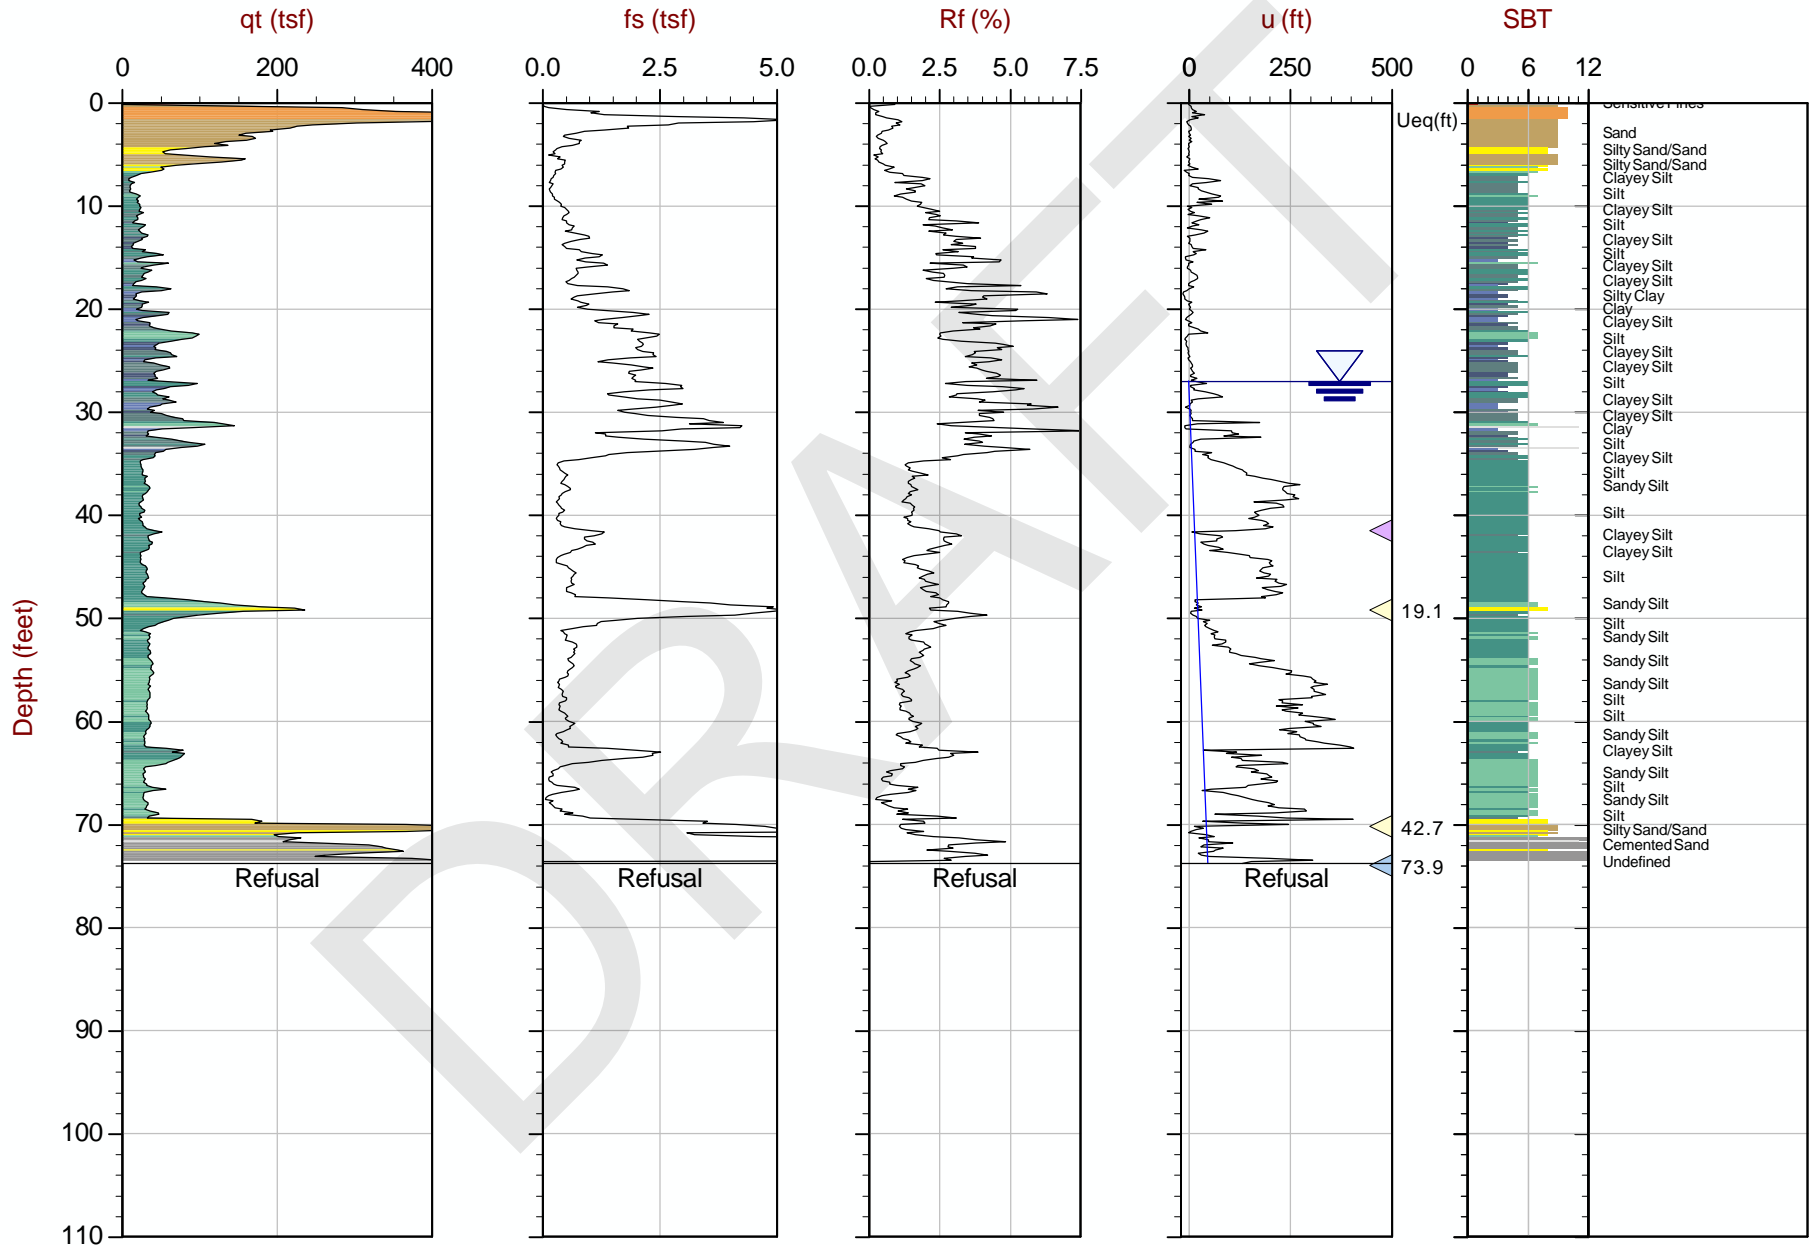 qt (tsf) fs (tsf) Rf (%) u (ft) SBT
0 200 400 0.0 2.5 5.0 0.0 2.5 5.0 7.5 0 250 500 0 6 12
Ueq(ft)
0
10
20
30
40
50
60
70
80
90
100
110
Depth (feet)
Sensitive Fines
Sand
Silty Sand/Sand
Silty Sand/Sand
Clayey Silt
Silt
Clayey Silt
Silt
Clayey Silt
Silt
Clayey Silt
Clayey Silt
Silty Clay
Clay
Clayey Silt
Silt
Clayey Silt
Clayey Silt
Silt
Clayey Silt
Clayey Silt
Clay
Silt
Clayey Silt
Silt
Sandy Silt
Silt
Clayey Silt
Clayey Silt
Silt
Sandy Silt
Silt
Sandy Silt
Sandy Silt
Sandy Silt
Silt
Silt
Sandy Silt
Clayey Silt
Sandy Silt
Silt
Sandy Silt
Silt
Silty Sand/Sand
Cemented Sand
Undefined
19.1
42.7
73.9
Refusal Refusal Refusal Refusal
DRAFT